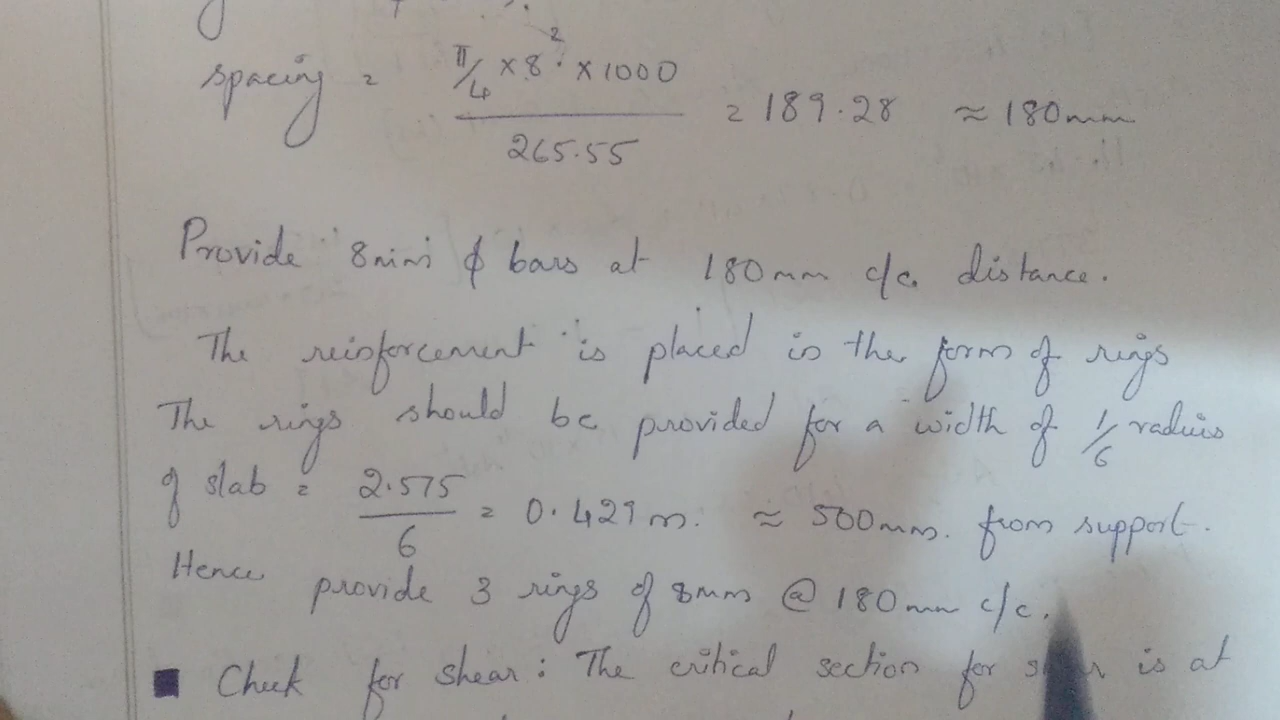 spacing = π/4 × 8² × 1000 / 265.55 = 189.28 ≈ 180mm
Provide 8mm ϕ bars at 180mm c/c distance.
The reinforcement is placed in the form of rings
The rings should be provided for a width of 1/6 radius
of slab = 2.575 / 6 = 0.429 m. ≈ 500mm. from support.
Hence provide 3 rings of 8mm @ 180mm c/c.
Check for shear: The critical section for is at